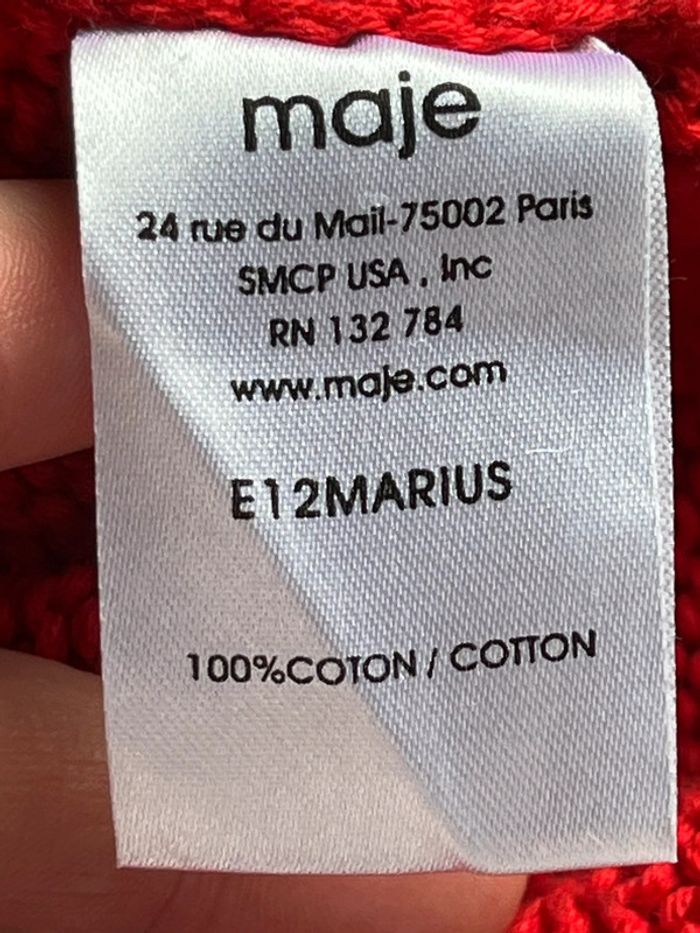 maje
24 rue du Mail-75002 Paris
SMCP USA , Inc
RN 132 784
www.maje.com
E12MARIUS
100%COTON / COTTON